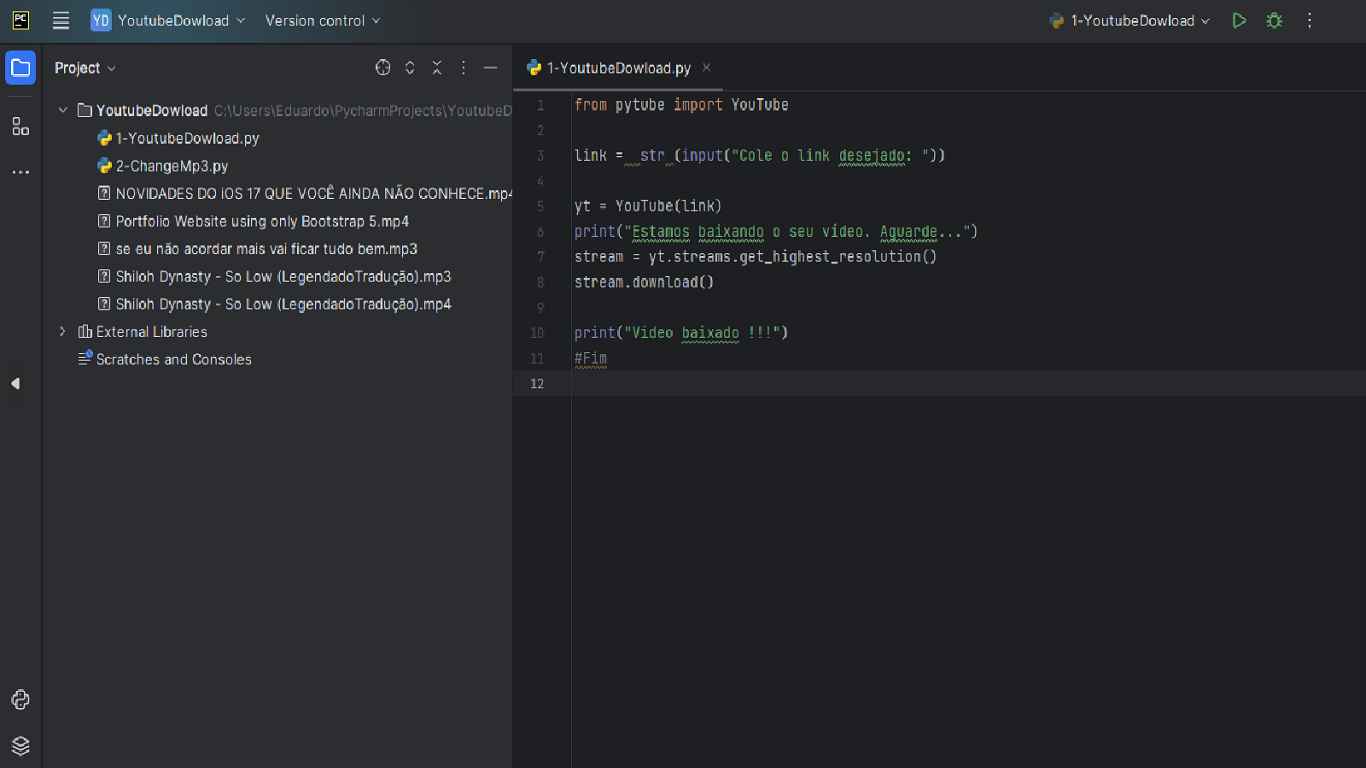 PC
YD YoutubeDowload Version control 1-YoutubeDowload
Project
YoutubeDowload C:\Users\Eduardo\PycharmProjects\YoutubeD
1-YoutubeDowload.py
2-ChangeMp3.py
NOVIDADES DO iOS 17 QUE VOCÊ AINDA NÃO CONHECE.mp4
Portfolio Website using only Bootstrap 5.mp4
se eu não acordar mais vai ficar tudo bem.mp3
Shiloh Dynasty - So Low (LegendadoTradução).mp3
Shiloh Dynasty - So Low (LegendadoTradução).mp4
External Libraries
Scratches and Consoles
1-YoutubeDowload.py
1 from pytube import YouTube
2
3 link = str (input("Cole o link desejado: "))
4
5 yt = YouTube(link)
6 print("Estamos baixando o seu video. Aguarde...")
7 stream = yt.streams.get_highest_resolution()
8 stream.download()
9
10 print("Video baixado !!!")
11 #Fim
12